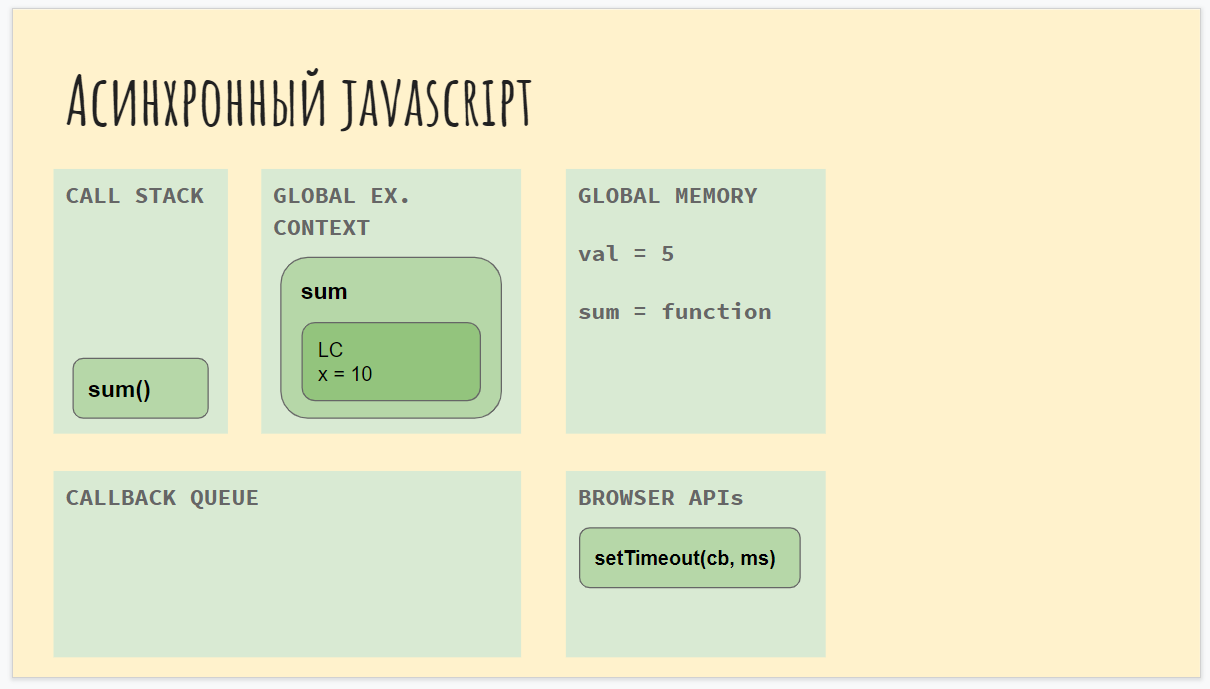 Асинхронный javascript
CALL STACK
sum()
GLOBAL EX.
CONTEXT
sum
LC
x = 10
GLOBAL MEMORY
val = 5
sum = function
CALLBACK QUEUE
BROWSER APIs
setTimeout(cb, ms)